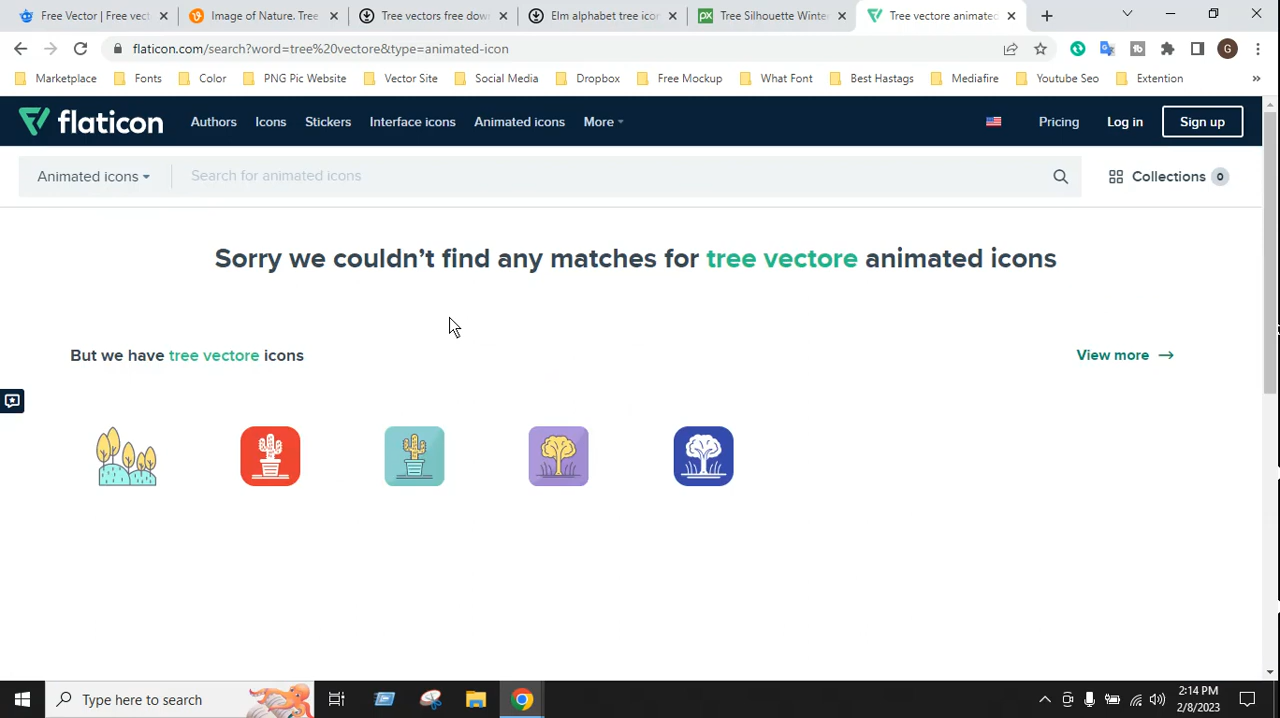 Free Vector | Free vect
Image of Nature. Tree
Tree vectors free dow
Elm alphabet tree icon
Tree Silhouette Winte
Tree vectore animated
flaticon.com/search?word=tree%20vectore&type=animated-icon
G
Marketplace
Fonts
Color
PNG Pic Website
Vector Site
Social Media
Dropbox
Free Mockup
What Font
Best Hastags
Mediafire
Youtube Seo
Extention
»
flaticon
Authors
Icons
Stickers
Interface icons
Animated icons
More
Pricing
Log in
Sign up
Animated icons
Search for animated icons
Collections 0
Sorry we couldn’t find any matches for tree vectore animated icons
But we have tree vectore icons
View more →
Type here to search
2:14 PM
2/8/2023